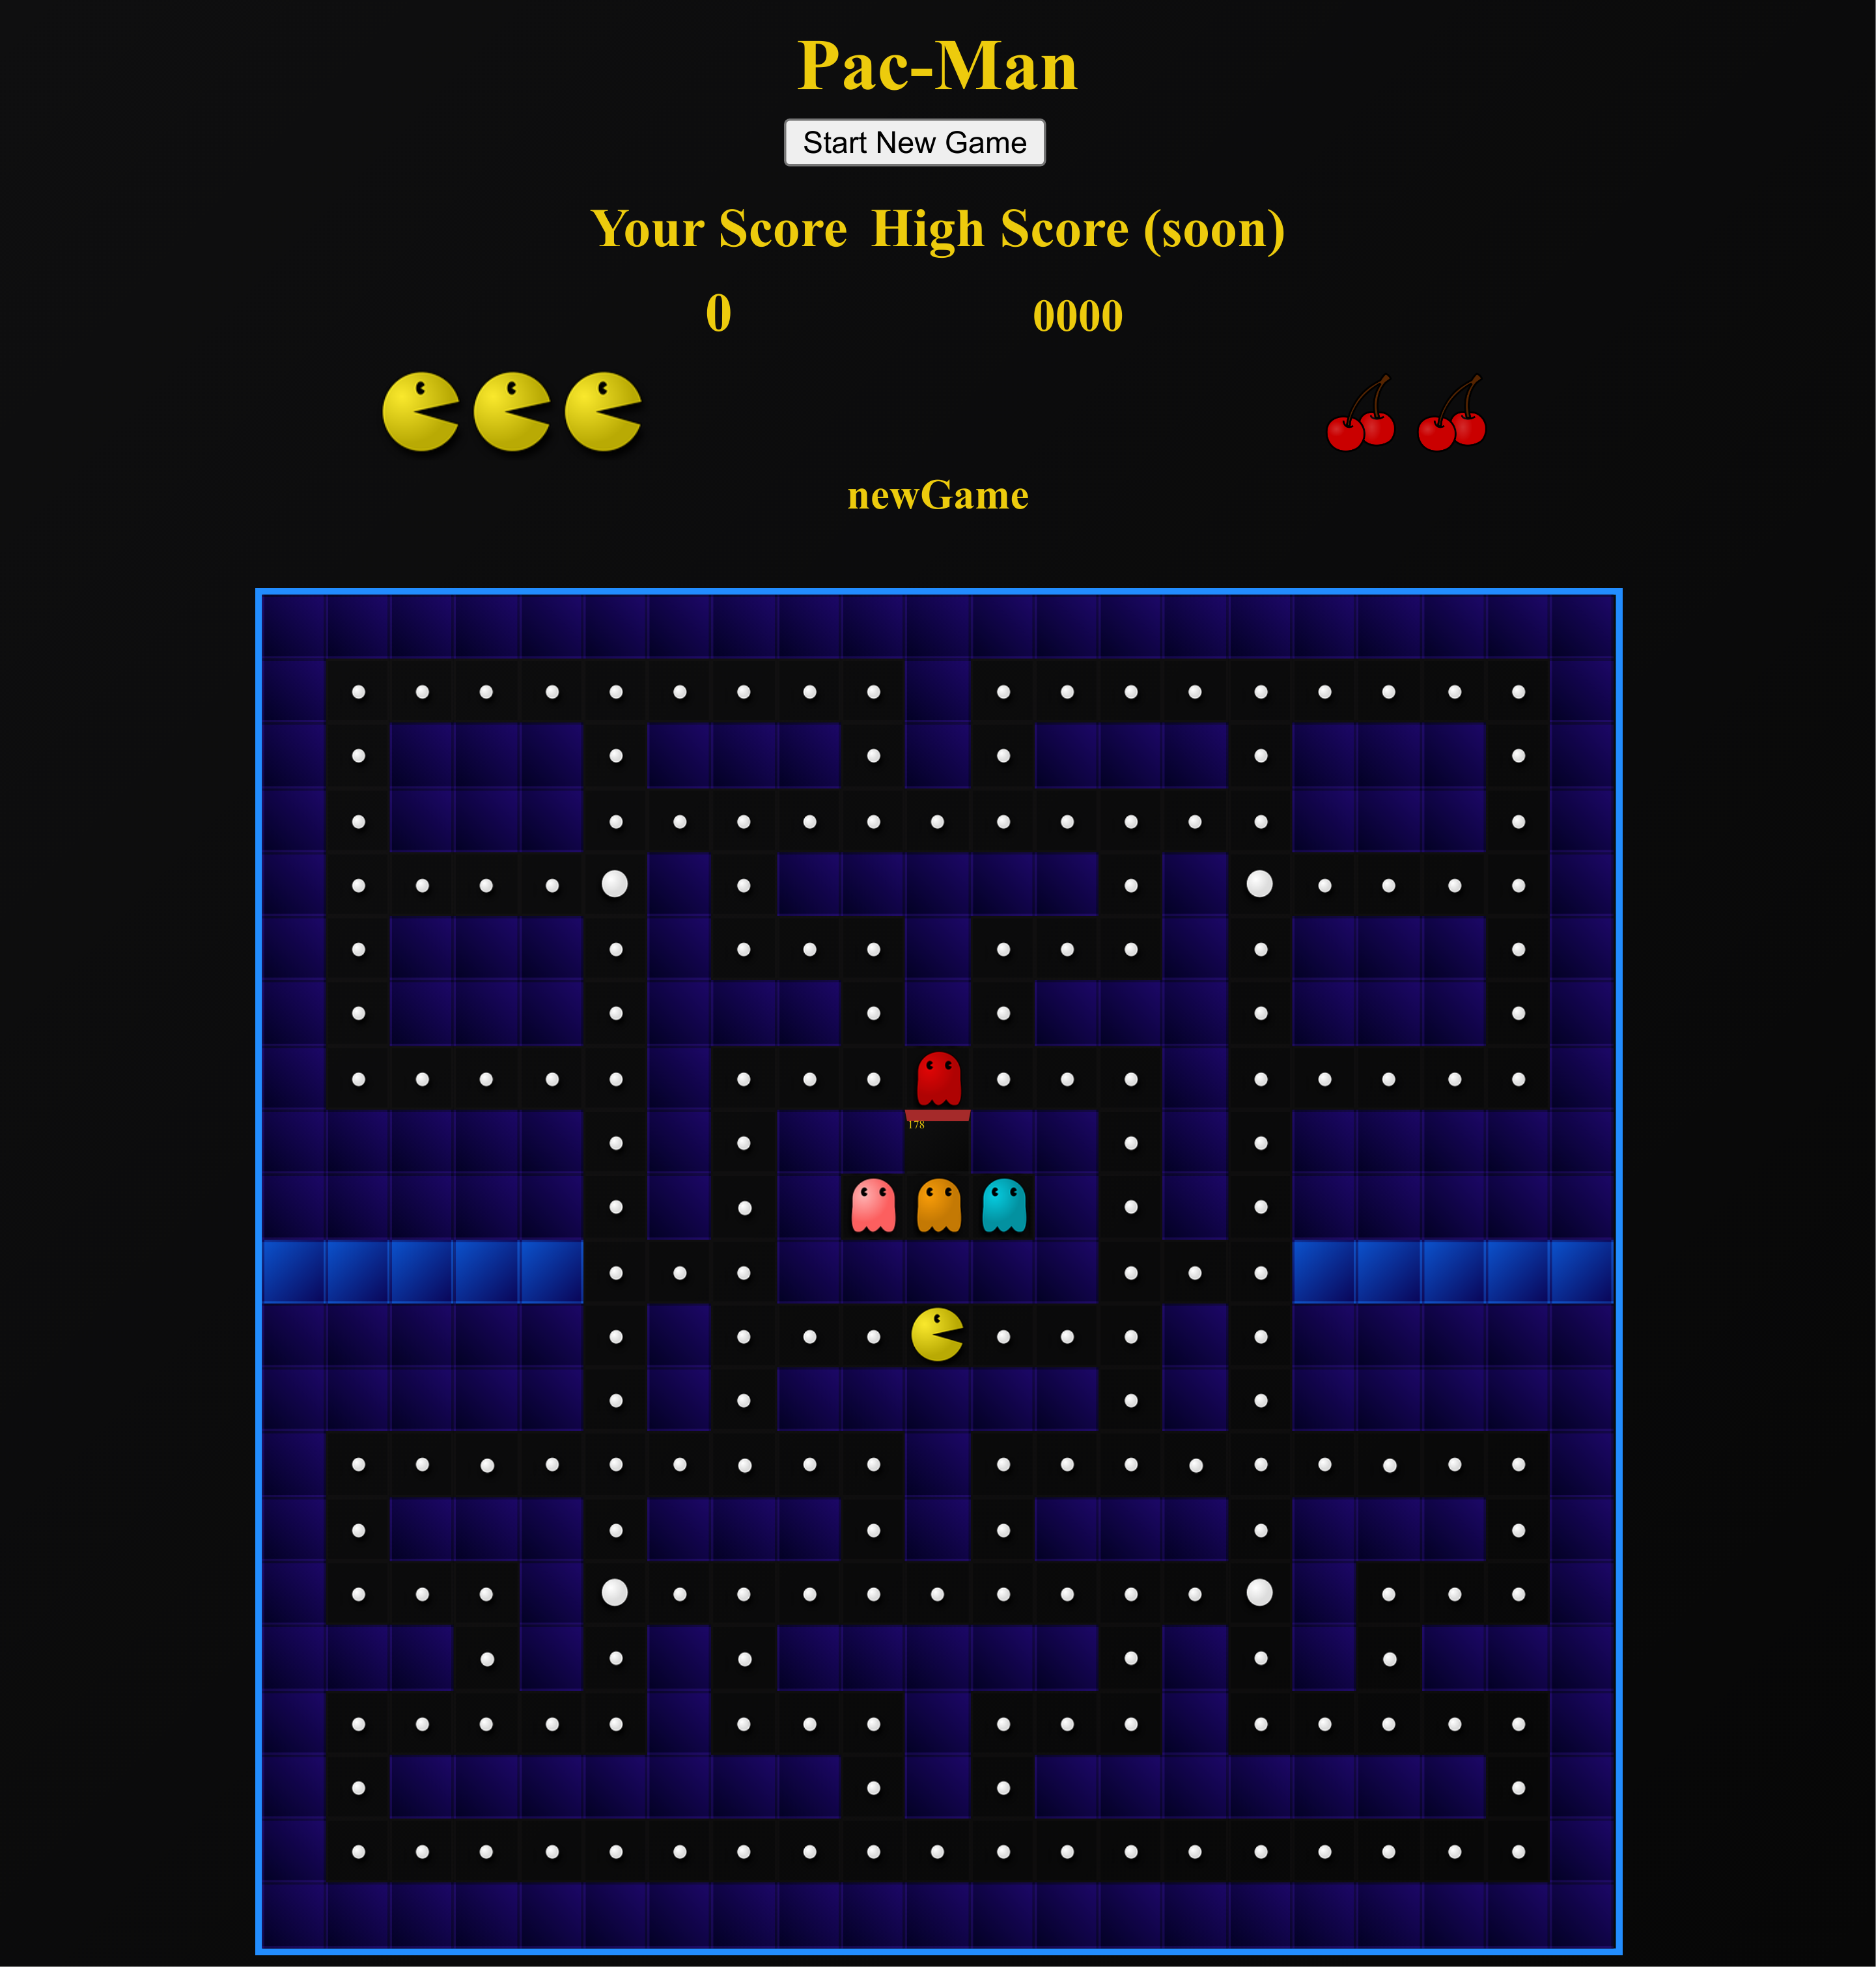 Pac-Man
Start New Game
Your Score High Score (soon)
0 0000
newGame
178